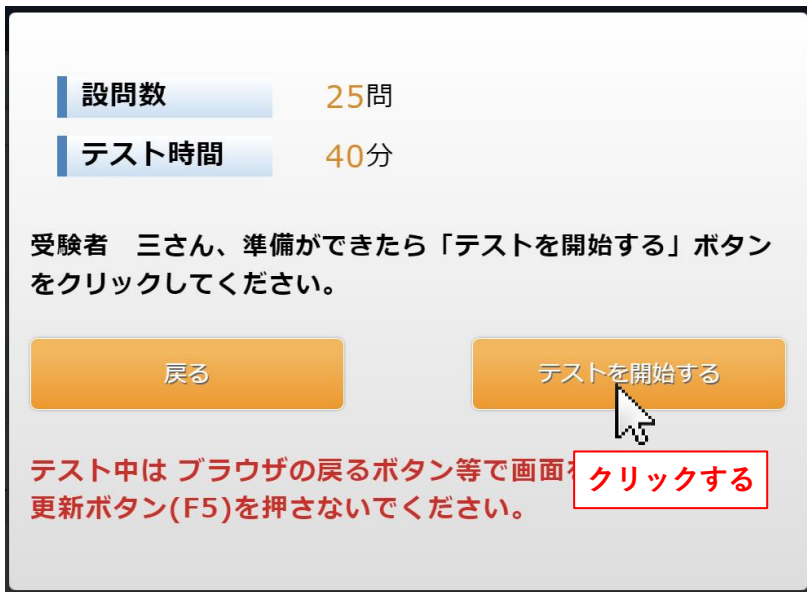 設問数 25問
テスト時間 40分
受験者　三さん、準備ができたら「テストを開始する」ボタン
をクリックしてください。
戻る
テストを開始する
テスト中は ブラウザの戻るボタン等で画面
クリックする
更新ボタン(F5)を押さないでください。